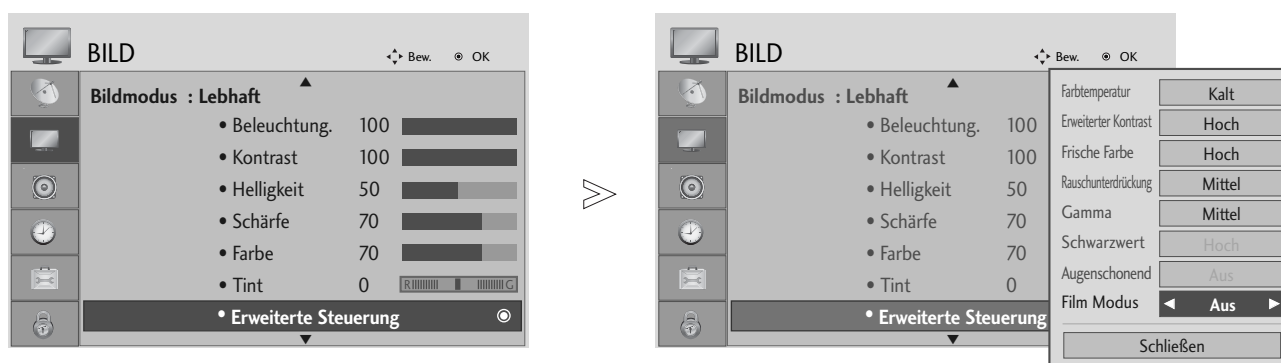 BILD
Bew. OK
Bildmodus : Lebhaft
• Beleuchtung. 100
• Kontrast 100
• Helligkeit 50
• Schärfe 70
• Farbe 70
• Tint 0 R G
• Erweiterte Steuerung
BILD
Bew. OK
Bildmodus : Lebhaft
• Beleuchtung. 100
• Kontrast 100
• Helligkeit 50
• Schärfe 70
• Farbe 70
• Tint 0
• Erweiterte Steuerung
Farbtemperatur Kalt
Erweiterter Kontrast Hoch
Frische Farbe Hoch
Rauschunterdrückung Mittel
Gamma Mittel
Schwarzwert Hoch
Augenschonend Aus
Film Modus ◄ Aus ►
Schließen